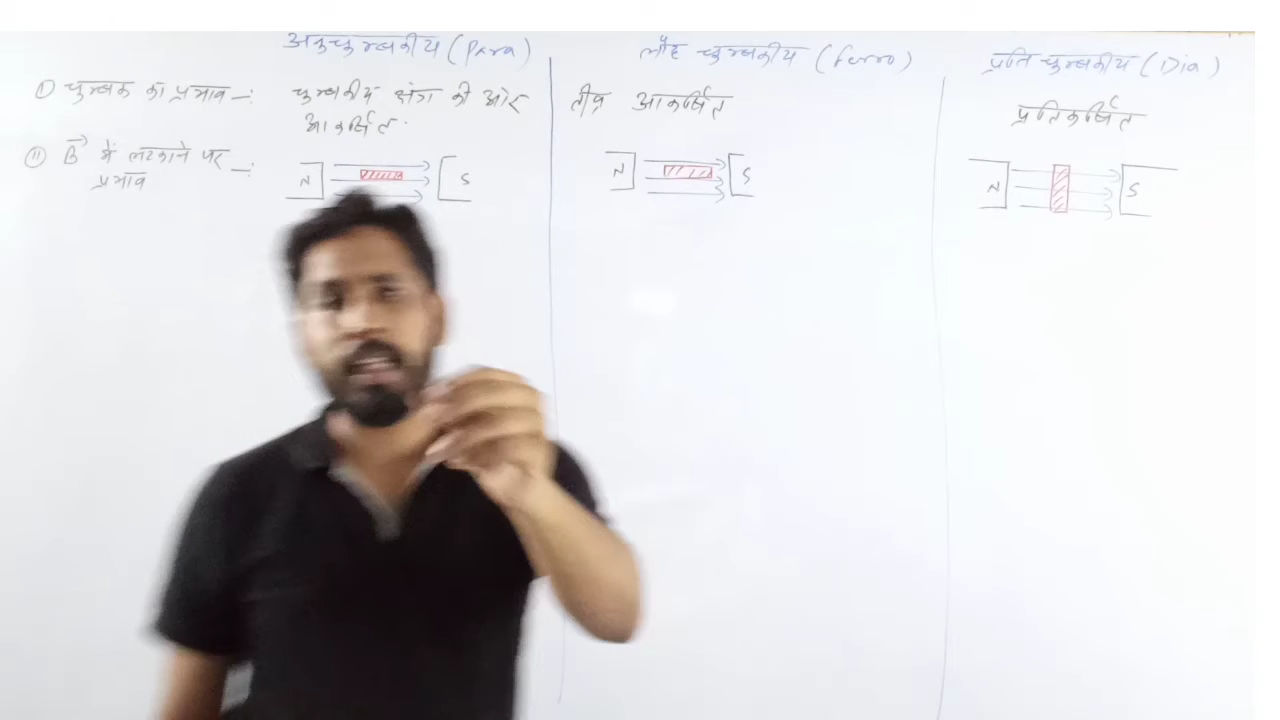 अनुचुम्बकीय (Para)
लौह चुम्बकीय (ferro)
प्रति चुम्बकीय (Dia)
① चुम्बक का प्रभाव -:
चुम्बकीय क्षेत्र की ओर
आकर्षित.
तीव्र आकर्षित
प्रतिकर्षित
② B⃗ में लटकाने पर -:
प्रभाव
N S
N S
N S